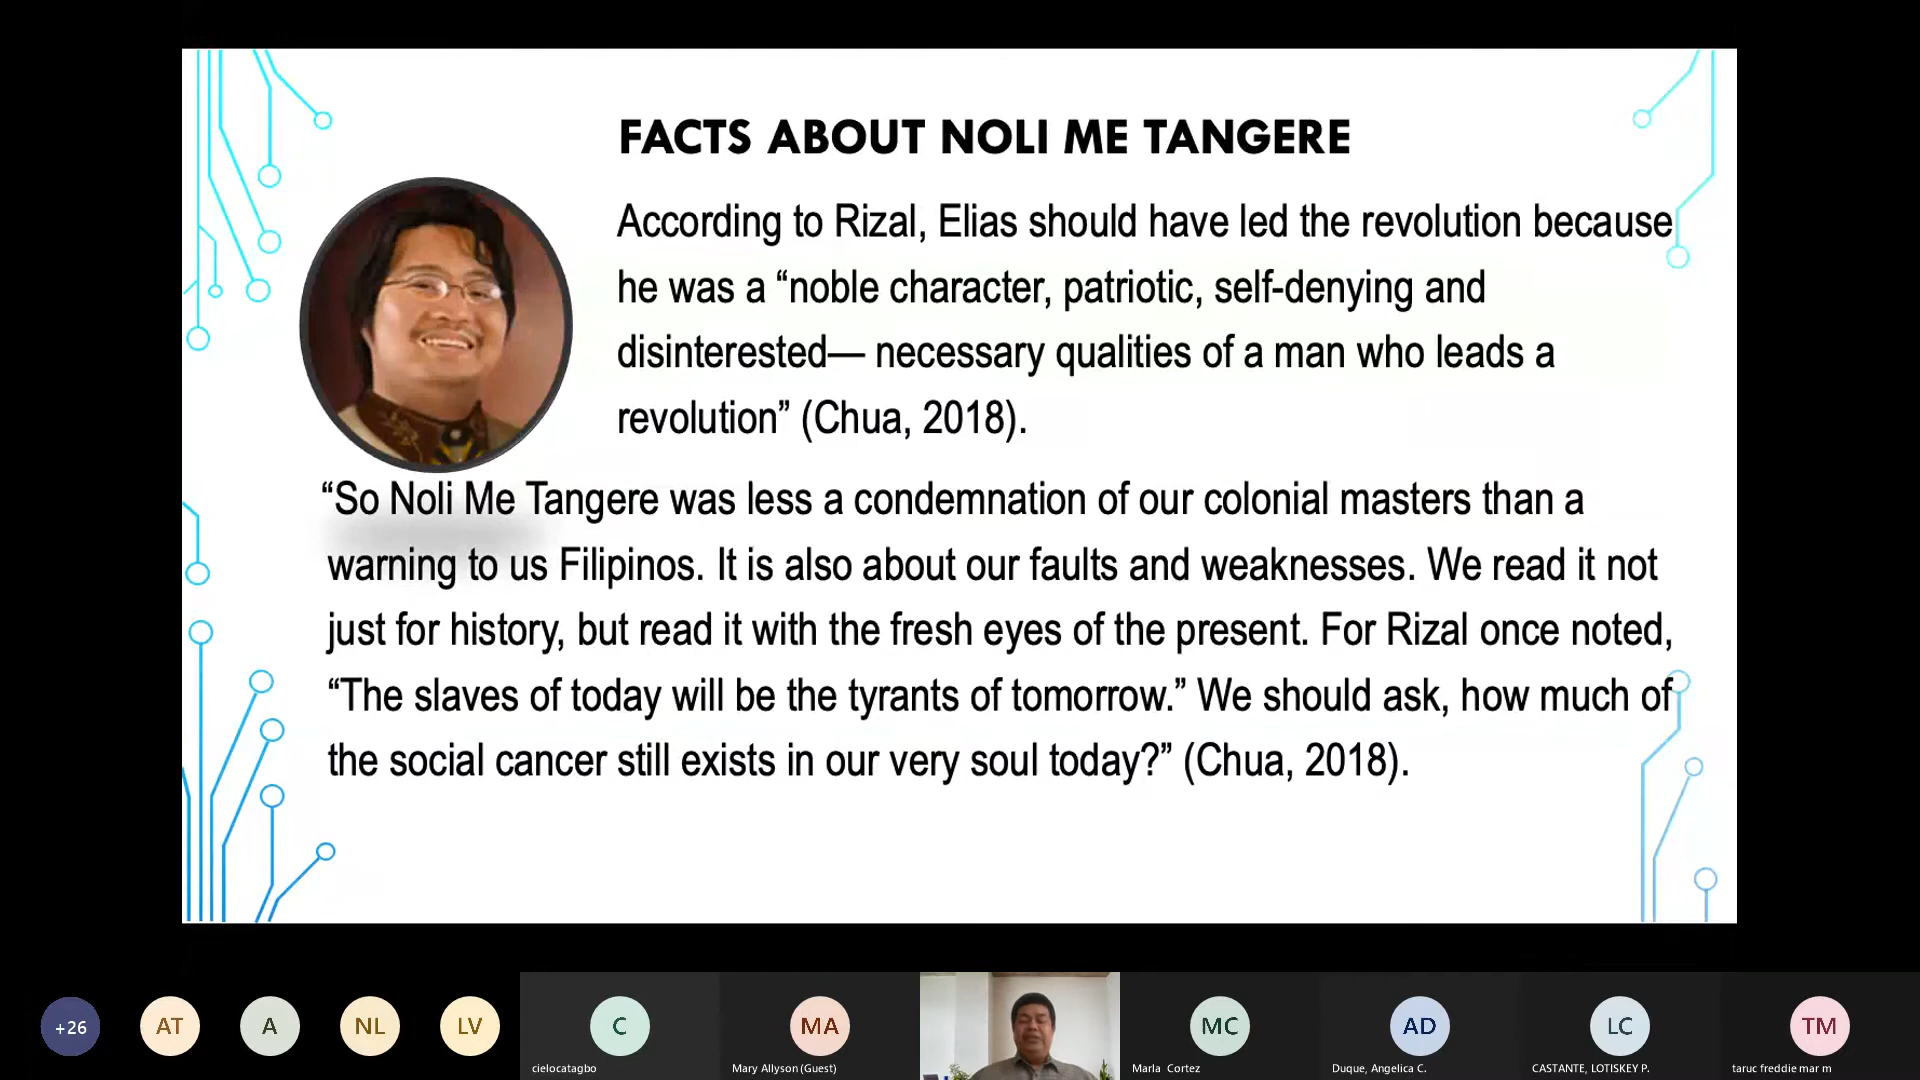 FACTS ABOUT NOLI ME TANGERE
According to Rizal, Elias should have led the revolution because
he was a “noble character, patriotic, self-denying and
disinterested— necessary qualities of a man who leads a
revolution” (Chua, 2018).
“So Noli Me Tangere was less a condemnation of our colonial masters than a
warning to us Filipinos. It is also about our faults and weaknesses. We read it not
just for history, but read it with the fresh eyes of the present. For Rizal once noted,
“The slaves of today will be the tyrants of tomorrow.” We should ask, how much of
the social cancer still exists in our very soul today?” (Chua, 2018).
+26
AT
A
NL
LV
C
MA
MC
AD
LC
TM
cielocatagbo
Mary Allyson (Guest)
Marla Cortez
Duque, Angelica C.
CASTANTE, LOTISKEY P.
taruc freddie mar m